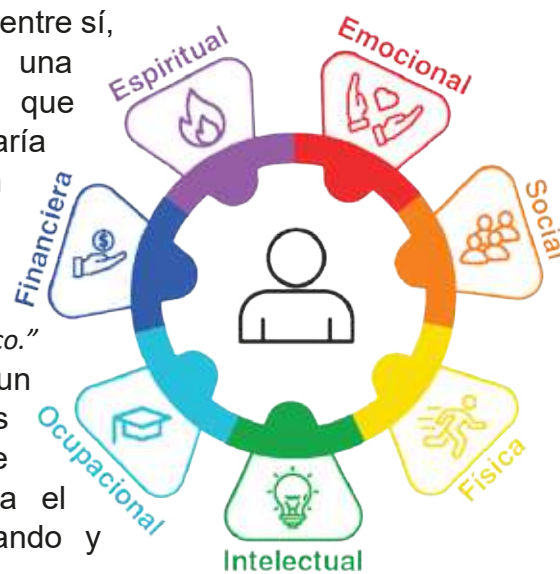 entre sí,
una
que
aría
co.”
un
s
e
a el
ando y
Espiritual
Emocional
Social
Física
Intelectual
Ocupacional
Financiera